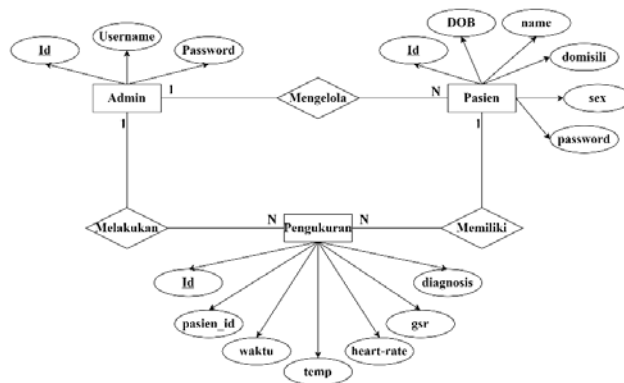 DOB
name
Username
Id
Password
Id
domisili
Admin
1
Mengelola
N
Pasien
sex
1
1
password
Melakukan
N
Pengukuran
N
Memiliki
Id
diagnosis
pasien_id
gsr
waktu
heart-rate
temp